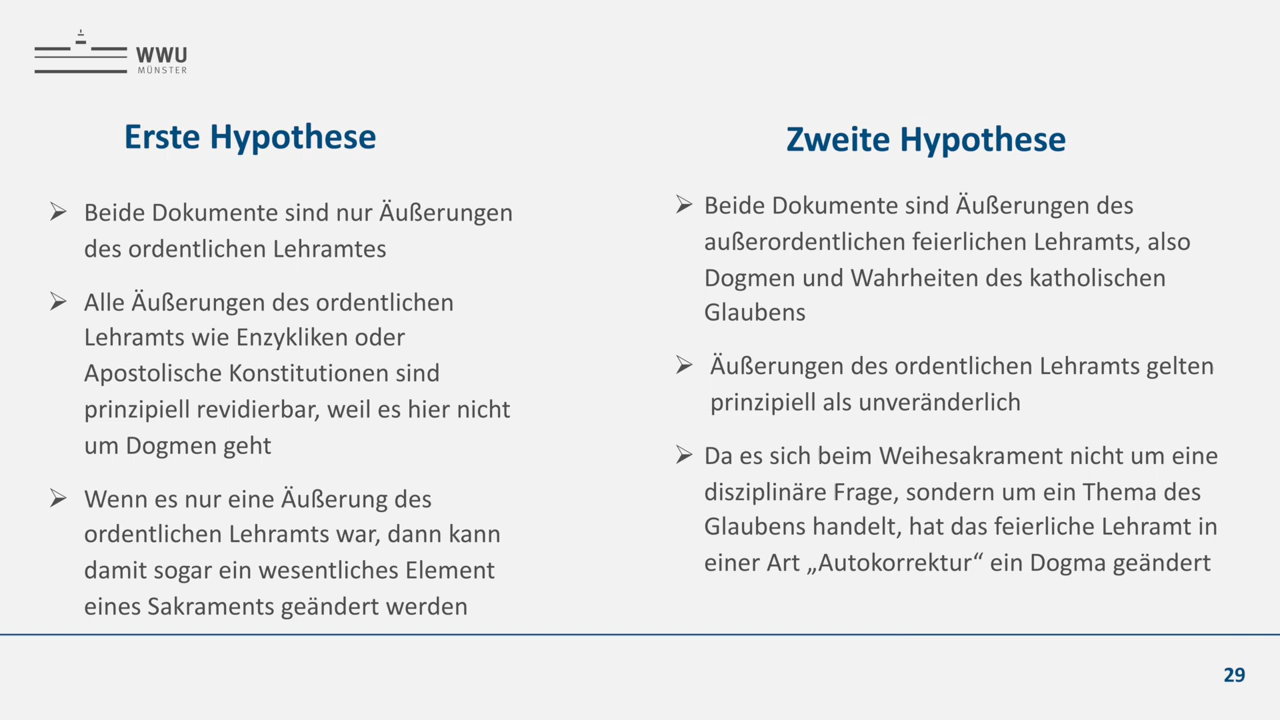 WWU
MÜNSTER
Erste Hypothese
Beide Dokumente sind nur Äußerungen
des ordentlichen Lehramtes
Alle Äußerungen des ordentlichen
Lehramts wie Enzykliken oder
Apostolische Konstitutionen sind
prinzipiell revidierbar, weil es hier nicht
um Dogmen geht
Wenn es nur eine Äußerung des
ordentlichen Lehramts war, dann kann
damit sogar ein wesentliches Element
eines Sakraments geändert werden
Zweite Hypothese
Beide Dokumente sind Äußerungen des
außerordentlichen feierlichen Lehramts, also
Dogmen und Wahrheiten des katholischen
Glaubens
Äußerungen des ordentlichen Lehramts gelten
prinzipiell als unveränderlich
Da es sich beim Weihesakrament nicht um eine
disziplinäre Frage, sondern um ein Thema des
Glaubens handelt, hat das feierliche Lehramt in
einer Art „Autokorrektur“ ein Dogma geändert
29